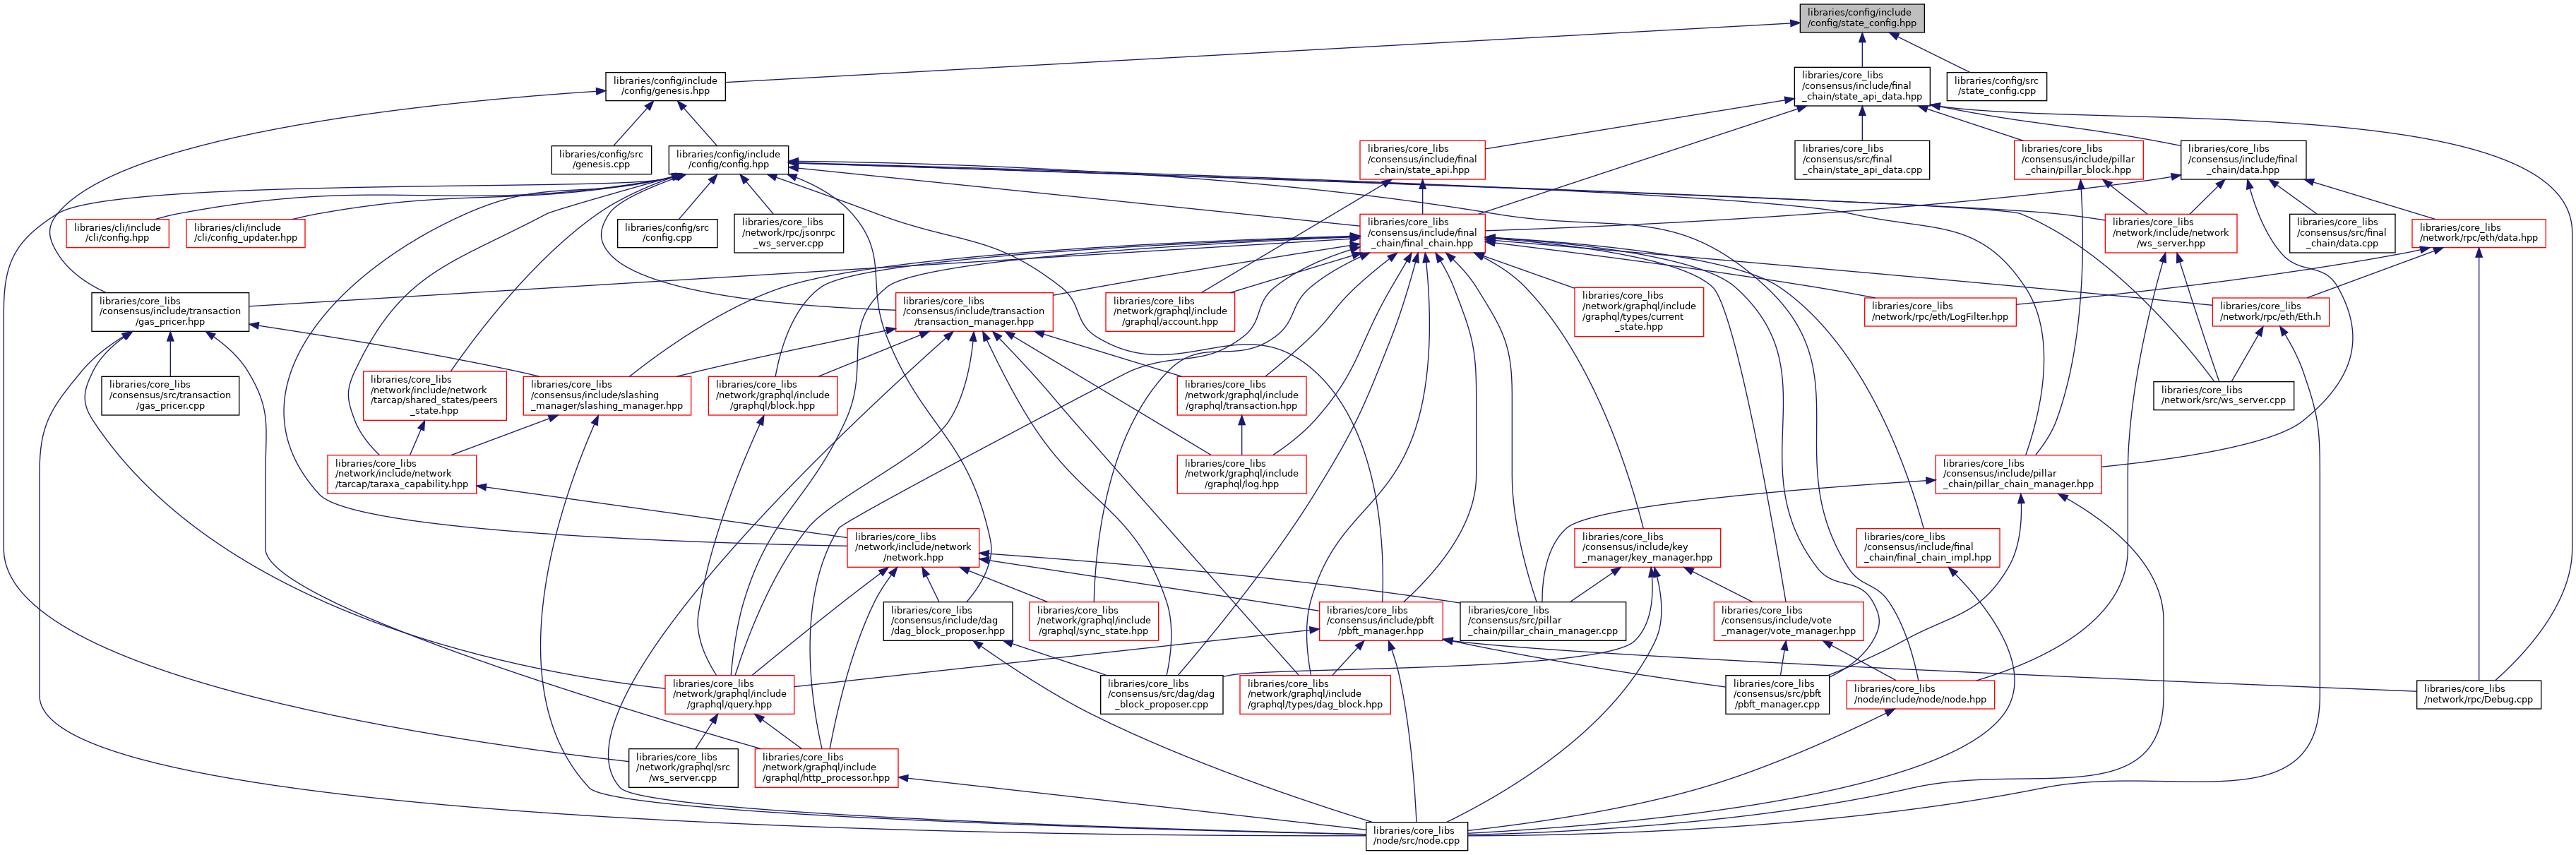 libraries/config/include
/config/state_config.hpp
libraries/config/include
/config/genesis.hpp
libraries/core_libs
/consensus/include/final
_chain/state_api_data.hpp
libraries/config/src
/state_config.cpp
libraries/config/src
/genesis.cpp
libraries/config/include
/config/config.hpp
libraries/core_libs
/consensus/include/final
_chain/state_api.hpp
libraries/core_libs
/consensus/src/final
_chain/state_api_data.cpp
libraries/core_libs
/consensus/include/pillar
_chain/pillar_block.hpp
libraries/core_libs
/consensus/include/final
_chain/data.hpp
libraries/cli/include
/cli/config.hpp
libraries/cli/include
/cli/config_updater.hpp
libraries/config/src
/config.cpp
libraries/core_libs
/network/rpc/jsonrpc
_ws_server.cpp
libraries/core_libs
/consensus/include/final
_chain/final_chain.hpp
libraries/core_libs
/network/include/network
/ws_server.hpp
libraries/core_libs
/consensus/src/final
_chain/data.cpp
libraries/core_libs
/network/rpc/eth/data.hpp
libraries/core_libs
/consensus/include/transaction
/gas_pricer.hpp
libraries/core_libs
/consensus/include/transaction
/transaction_manager.hpp
libraries/core_libs
/network/graphql/include
/graphql/account.hpp
libraries/core_libs
/network/graphql/include
/graphql/types/current
_state.hpp
libraries/core_libs
/network/rpc/eth/LogFilter.hpp
libraries/core_libs
/network/rpc/eth/Eth.h
libraries/core_libs
/consensus/src/transaction
/gas_pricer.cpp
libraries/core_libs
/network/include/network
/tarcap/shared_states/peers
_state.hpp
libraries/core_libs
/consensus/include/slashing
_manager/slashing_manager.hpp
libraries/core_libs
/network/graphql/include
/graphql/block.hpp
libraries/core_libs
/network/graphql/include
/graphql/transaction.hpp
libraries/core_libs
/network/src/ws_server.cpp
libraries/core_libs
/network/include/network
/tarcap/taraxa_capability.hpp
libraries/core_libs
/network/graphql/include
/graphql/log.hpp
libraries/core_libs
/consensus/include/pillar
_chain/pillar_chain_manager.hpp
libraries/core_libs
/network/include/network
/network.hpp
libraries/core_libs
/consensus/include/key
_manager/key_manager.hpp
libraries/core_libs
/consensus/include/final
_chain/final_chain_impl.hpp
libraries/core_libs
/consensus/include/dag
/dag_block_proposer.hpp
libraries/core_libs
/network/graphql/include
/graphql/sync_state.hpp
libraries/core_libs
/consensus/include/pbft
/pbft_manager.hpp
libraries/core_libs
/consensus/src/pillar
_chain/pillar_chain_manager.cpp
libraries/core_libs
/consensus/include/vote
_manager/vote_manager.hpp
libraries/core_libs
/network/graphql/include
/graphql/query.hpp
libraries/core_libs
/consensus/src/dag/dag
_block_proposer.cpp
libraries/core_libs
/network/graphql/include
/graphql/types/dag_block.hpp
libraries/core_libs
/consensus/src/pbft
/pbft_manager.cpp
libraries/core_libs
/node/include/node/node.hpp
libraries/core_libs
/network/rpc/Debug.cpp
libraries/core_libs
/network/graphql/src
/ws_server.cpp
libraries/core_libs
/network/graphql/include
/graphql/http_processor.hpp
libraries/core_libs
/node/src/node.cpp